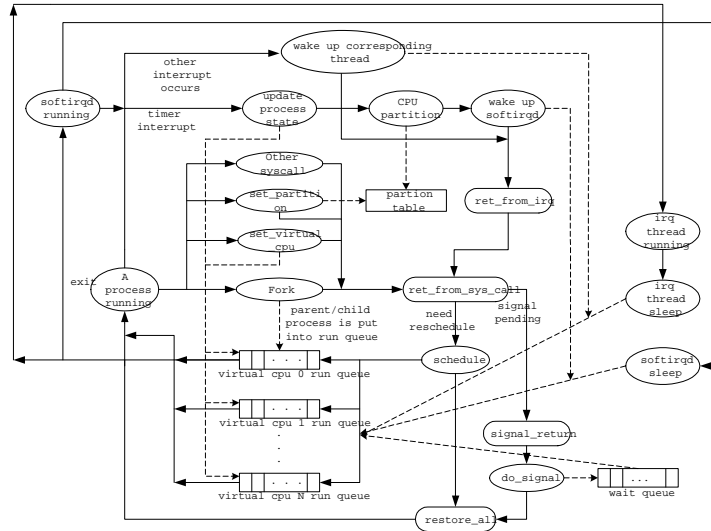 wake up corresponding
thread
other
interrupt
occurs
softirqd
running
timer
interrupt
update
process
state
CPU
partition
wake up
softirqd
Other
syscall
set_partiti
on
partion
table
ret_from_irq
set_virtual
cpu
irq
thread
running
exit
A
process
running
Fork
ret_from_sys_call
irq
thread
sleep
parent/child
process is put
into run queue
need
reschedule
signal
pending
. . .
virtual cpu 0 run queue
schedule
softirqd
sleep
. . .
virtual cpu 1 run queue
.
.
.
signal_return
. . .
virtual cpu N run queue
do_signal
...
wait queue
restore_all